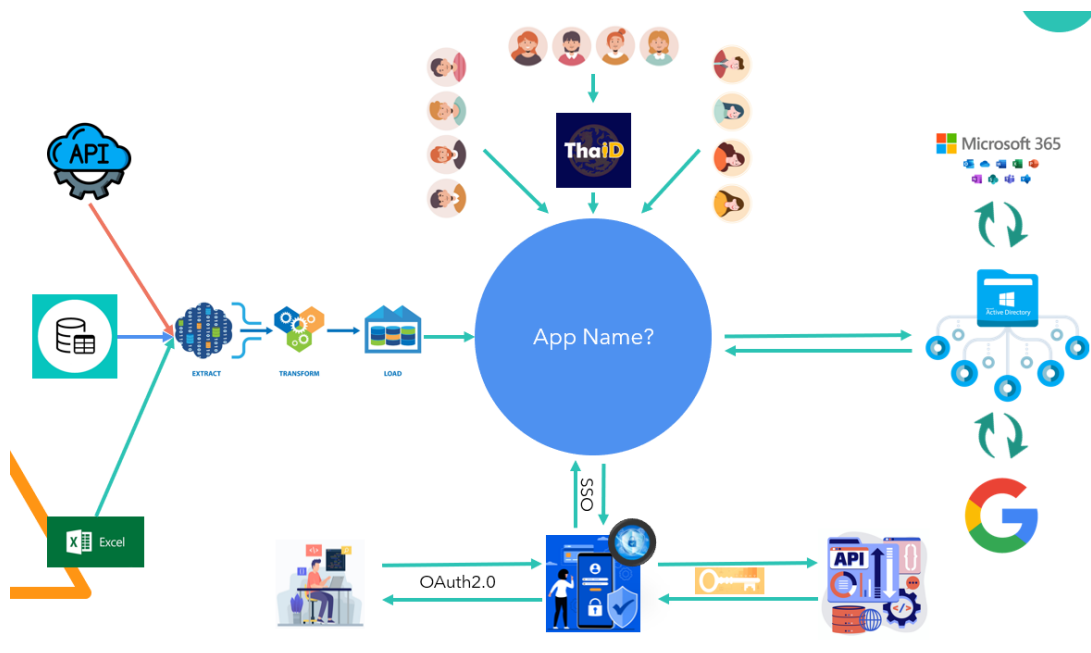 ThaiD
API
Microsoft 365
Active Directory
App Name?
EXTRACT
TRANSFORM
LOAD
SSO
X Excel
OAuth2.0
API